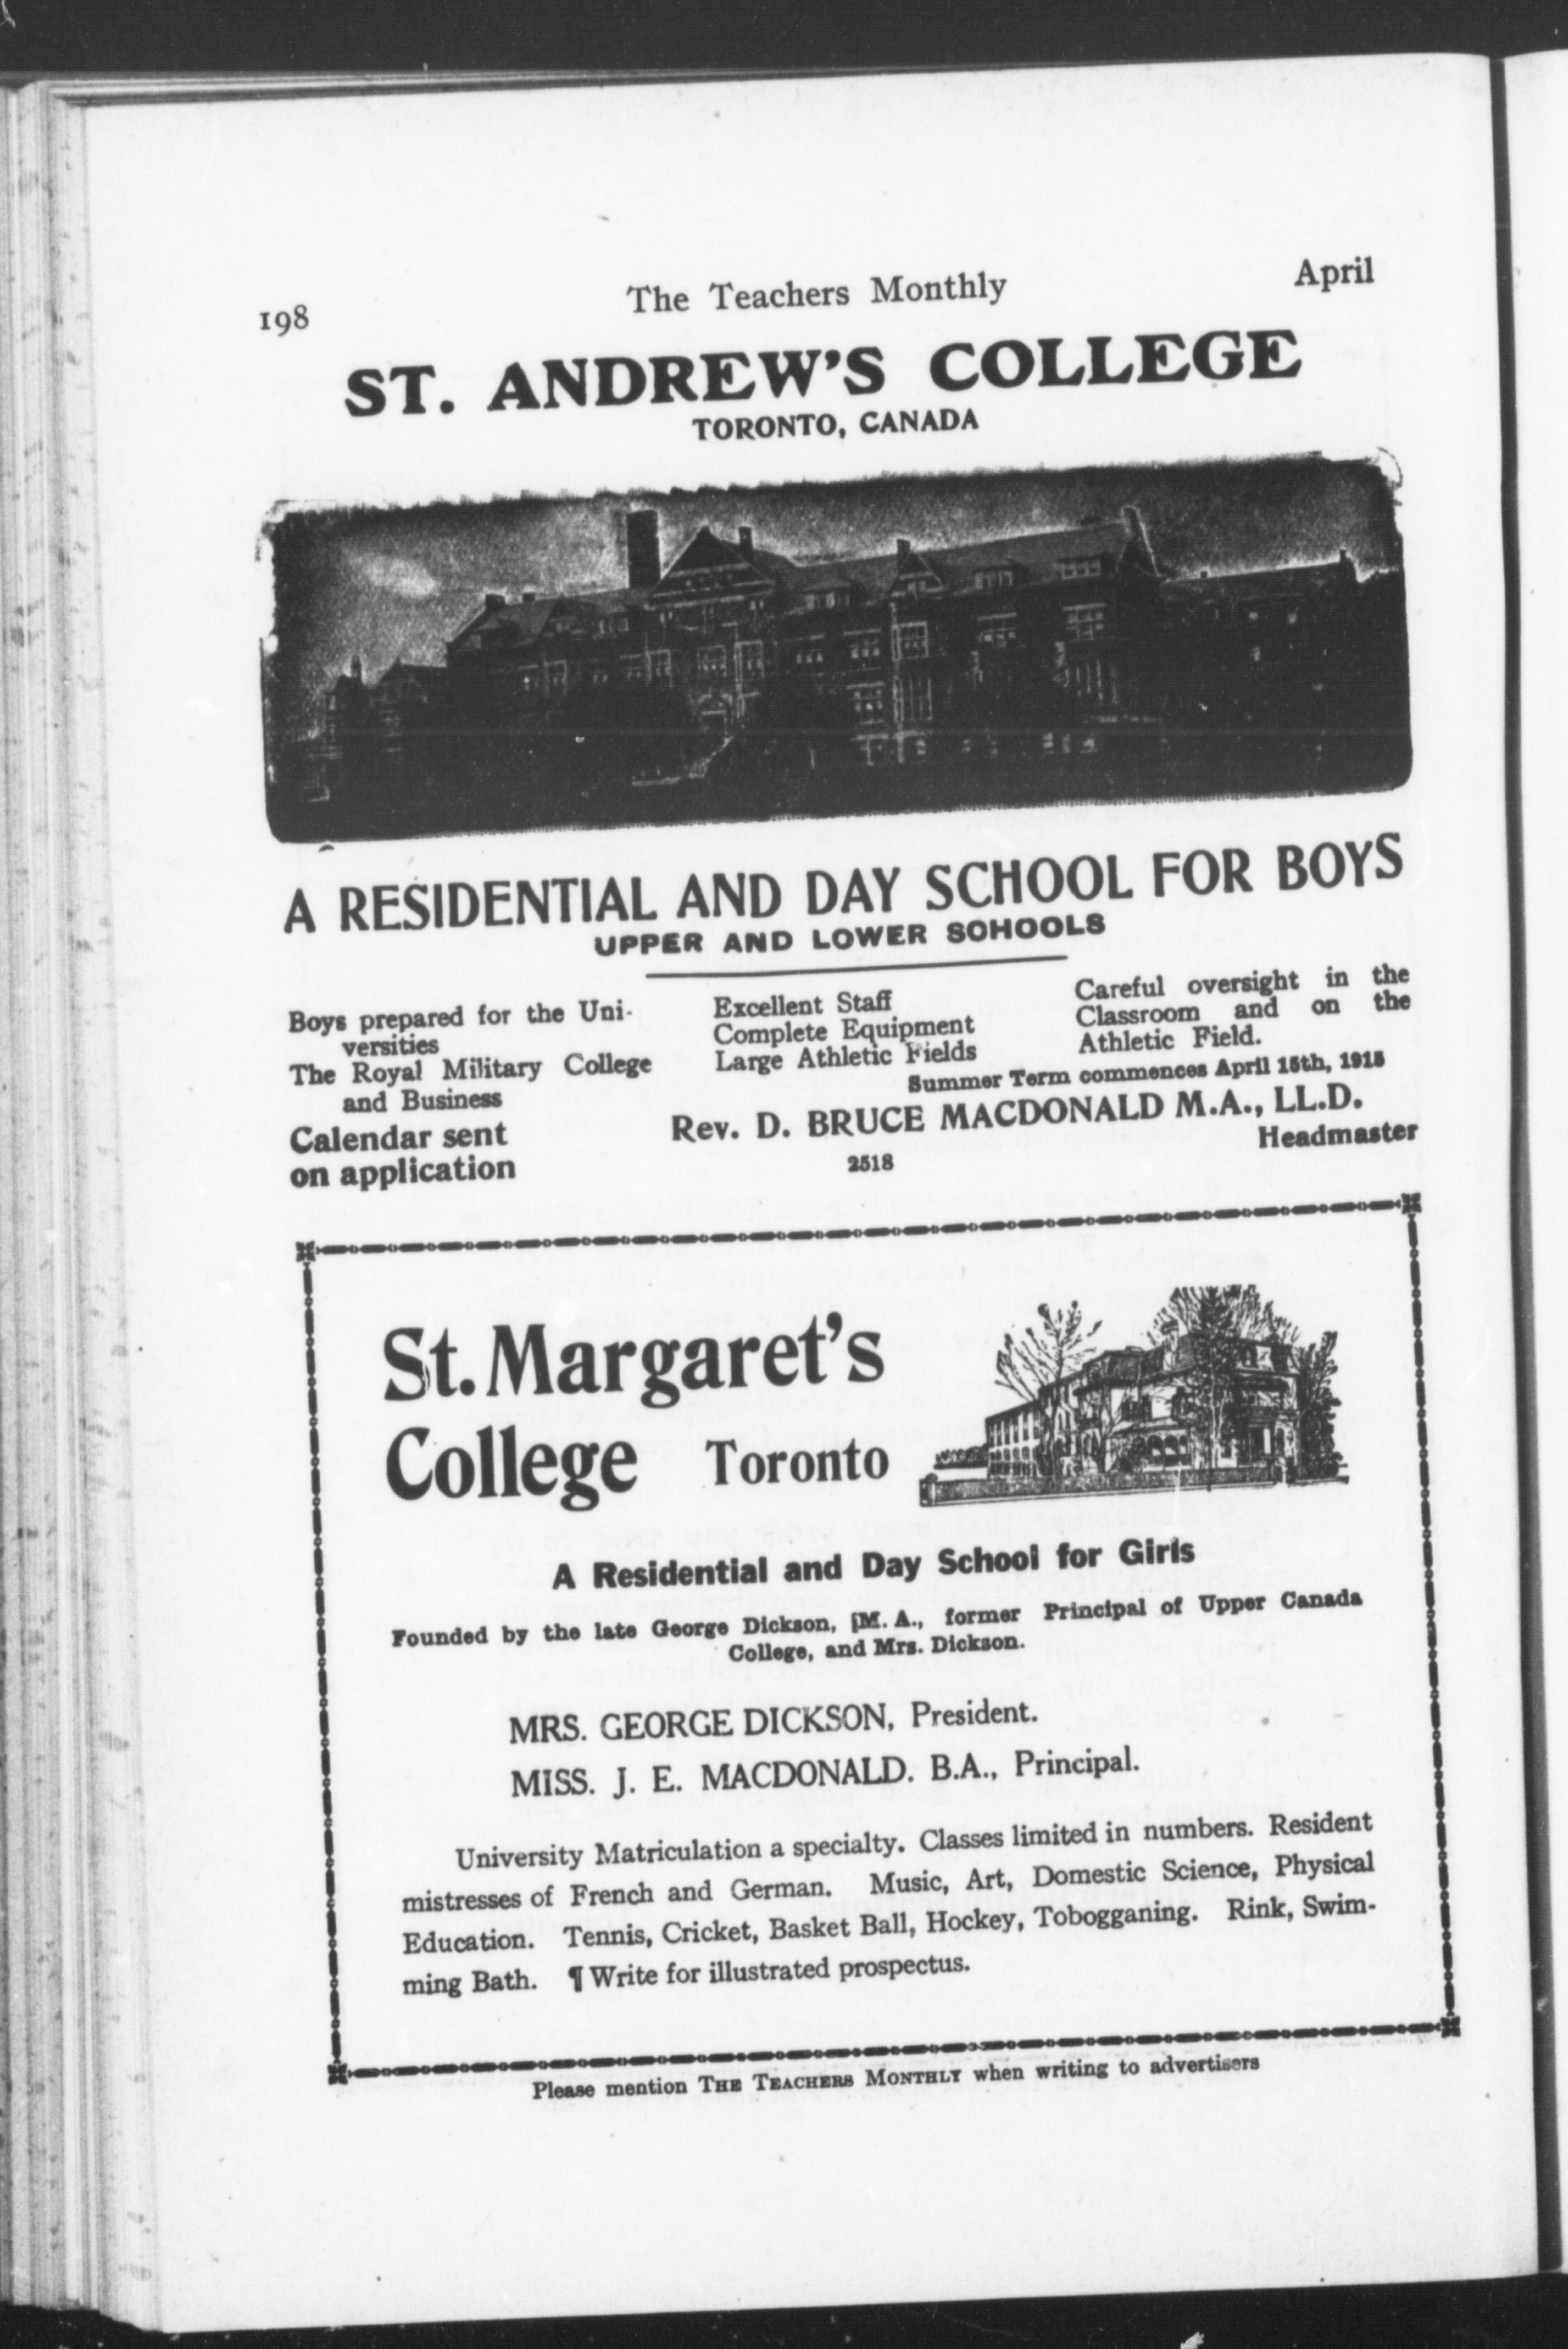 198
The Teachers Monthly
April
ST. ANDREW'S COLLEGE
TORONTO, CANADA
A RESIDENTIAL AND DAY SCHOOL FOR BOYS
UPPER AND LOWER SCHOOLS
Boys prepared for the Uni-
versities
The Royal Military College
and Business
Calendar sent
on application
Excellent Staff
Complete Equipment
Large Athletic Fields
Careful oversight in the
Classroom and on the
Athletic Field.
Summer Term commences April 15th, 1915
Rev. D. BRUCE MACDONALD M.A., LL.D.
Headmaster
2518
St. Margaret's
College Toronto
A Residential and Day School for Girls
Founded by the late George Dickson, [M. A., former Principal of Upper Canada
College, and Mrs. Dickson.
MRS. GEORGE DICKSON, President.
MISS. J. E. MACDONALD. B.A., Principal.
University Matriculation a specialty. Classes limited in numbers. Resident
mistresses of French and German. Music, Art, Domestic Science, Physical
Education. Tennis, Cricket, Basket Ball, Hockey, Tobogganing. Rink, Swim-
ming Bath. ¶ Write for illustrated prospectus.
Please mention THE TEACHERS MONTHLY when writing to advertisers